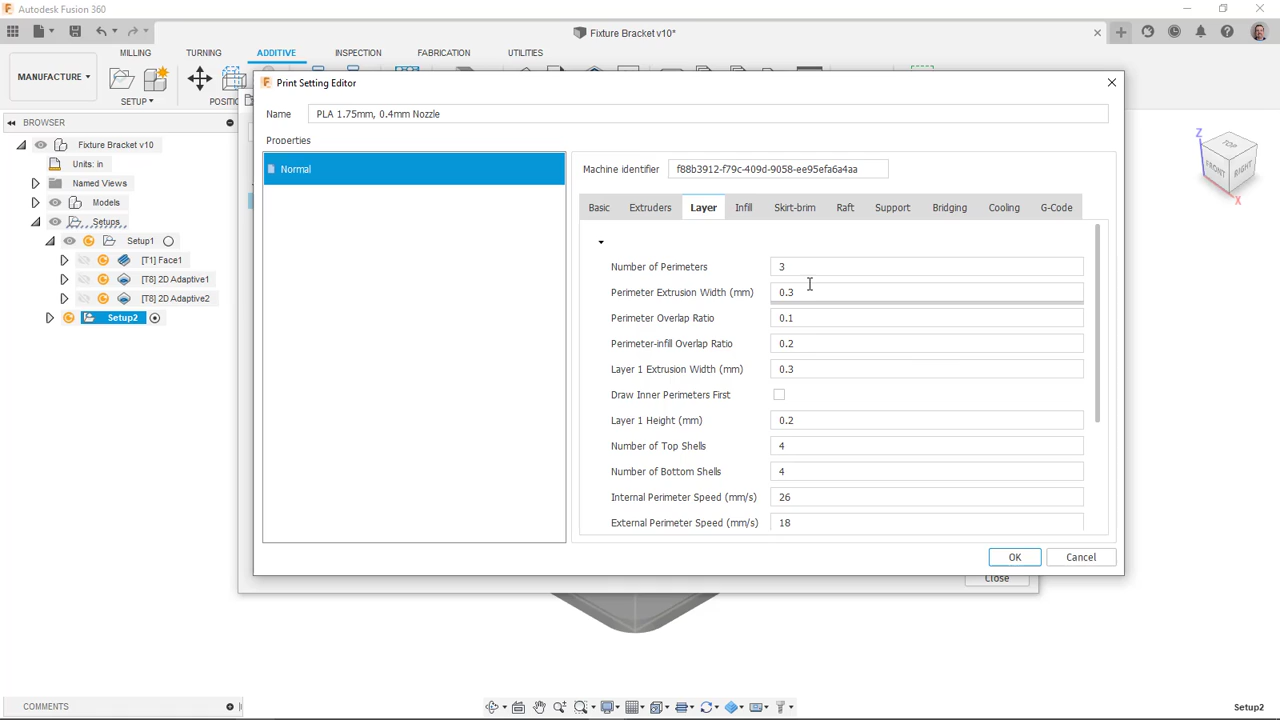 Autodesk Fusion 360
Fixture Bracket v10*
MILLING TURNING ADDITIVE INSPECTION FABRICATION UTILITIES
MANUFACTURE
SETUP
POSITIO
Print Setting Editor
Name PLA 1.75mm, 0.4mm Nozzle
BROWSER
Properties
Fixture Bracket v10
Units: in
Named Views
Models
Setups
Setup1
[T1] Face1
[T8] 2D Adaptive1
[T8] 2D Adaptive2
Setup2
Normal
Machine identifier f88b3912-f79c-409d-9058-ee95efa6a4aa
Basic Extruders Layer Infill Skirt-brim Raft Support Bridging Cooling G-Code
Number of Perimeters 3
Perimeter Extrusion Width (mm) 0.3
Perimeter Overlap Ratio 0.1
Perimeter-infill Overlap Ratio 0.2
Layer 1 Extrusion Width (mm) 0.3
Draw Inner Perimeters First
Layer 1 Height (mm) 0.2
Number of Top Shells 4
Number of Bottom Shells 4
Internal Perimeter Speed (mm/s) 26
External Perimeter Speed (mm/s) 18
OK Cancel
Close
Z
TOP
FRONT RIGHT
X
COMMENTS
Setup2